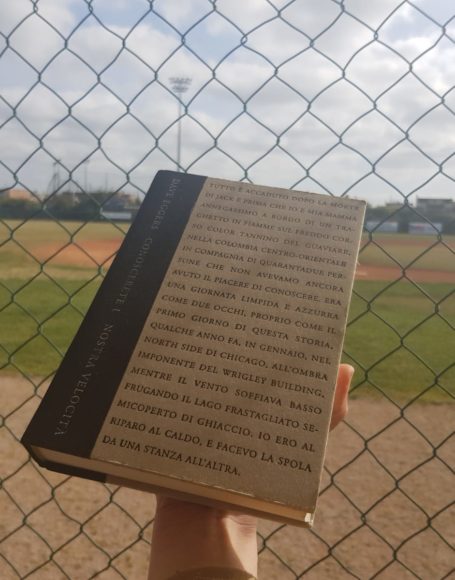 DAVE EGGERS CONOSCERETE LA NOSTRA VELOCITÀ
TUTTO È ACCADUTO DOPO LA MORTE
DI JACK E PRIMA CHE IO E MIA MAMMA
ANNEGASSIMO A BORDO DI UN TRA-
GHETTO IN FIAMME SUL FREDDO COR-
SO COLOR TANNINO DEL GUAVIARE,
NELLA COLOMBIA CENTRO-ORIENTALE
IN COMPAGNIA DI QUARANTADUE PER-
SONE CHE NON AVEVAMO ANCORA
AVUTO IL PIACERE DI CONOSCERE. ERA
UNA GIORNATA LIMPIDA E AZZURRA
COME DUE OCCHI, PROPRIO COME IL
PRIMO GIORNO DI QUESTA STORIA,
QUALCHE ANNO FA, IN GENNAIO, NEL
NORTH SIDE DI CHICAGO, ALL'OMBRA
IMPONENTE DEL WRIGLEY BUILDING,
MENTRE IL VENTO SOFFIAVA BASSO
FRUGANDO IL LAGO FRASTAGLIATO SE-
MICOPERTO DI GHIACCIO. IO ERO AL
RIPARO AL CALDO, E FACEVO LA SPOLA
DA UNA STANZA ALL'ALTRA.